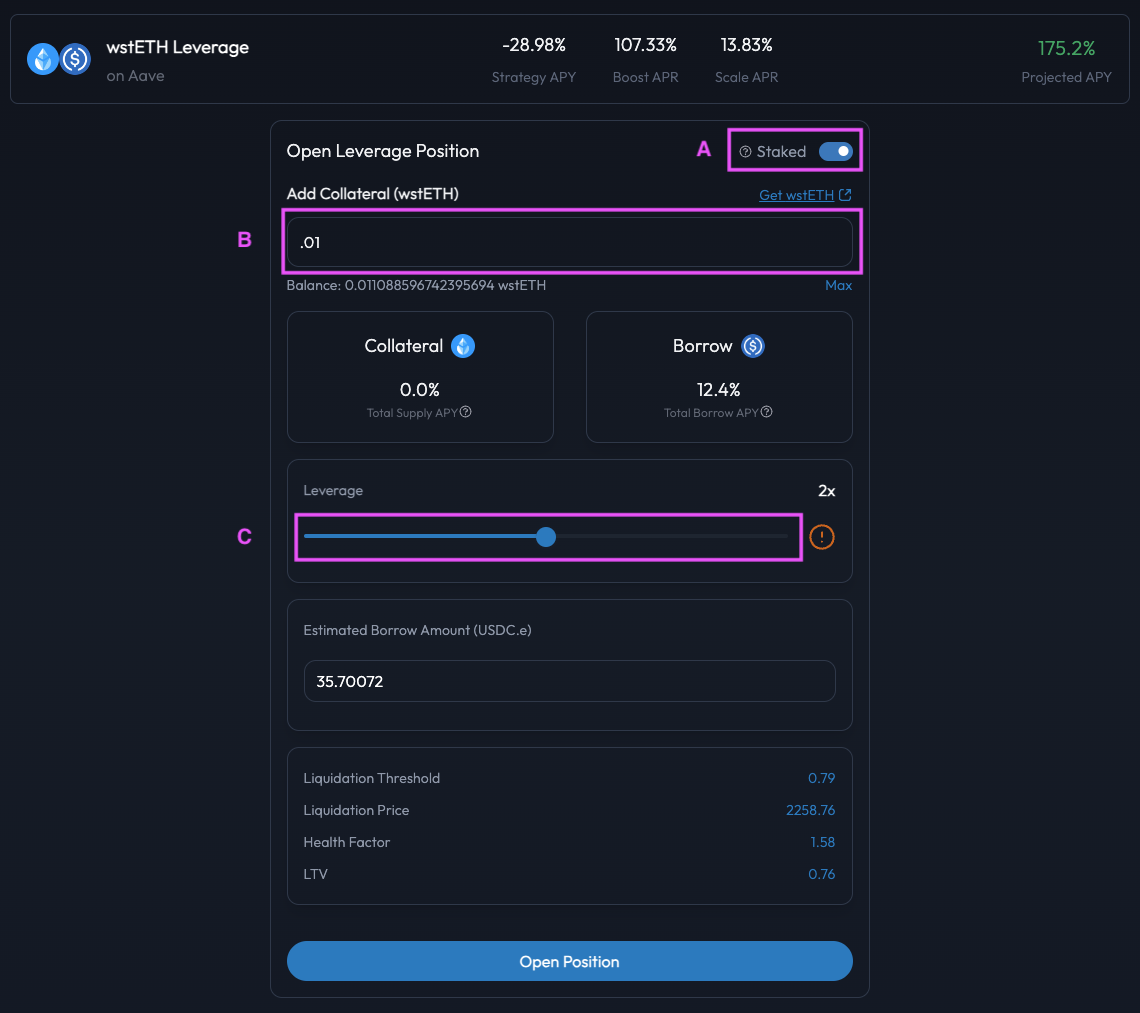 wstETH Leverage
on Aave
-28.98% 107.33% 13.83% 175.2%
Strategy APY Boost APR Scale APR Projected APY
Open Leverage Position A Staked
Add Collateral (wstETH) Get wstETH
B .01
Balance: 0.011088596742395694 wstETH Max
Collateral Borrow
0.0% 12.4%
Total Supply APY Total Borrow APY
Leverage 2x
C
Estimated Borrow Amount (USDC.e)
35.70072
Liquidation Threshold 0.79
Liquidation Price 2258.76
Health Factor 1.58
LTV 0.76
Open Position